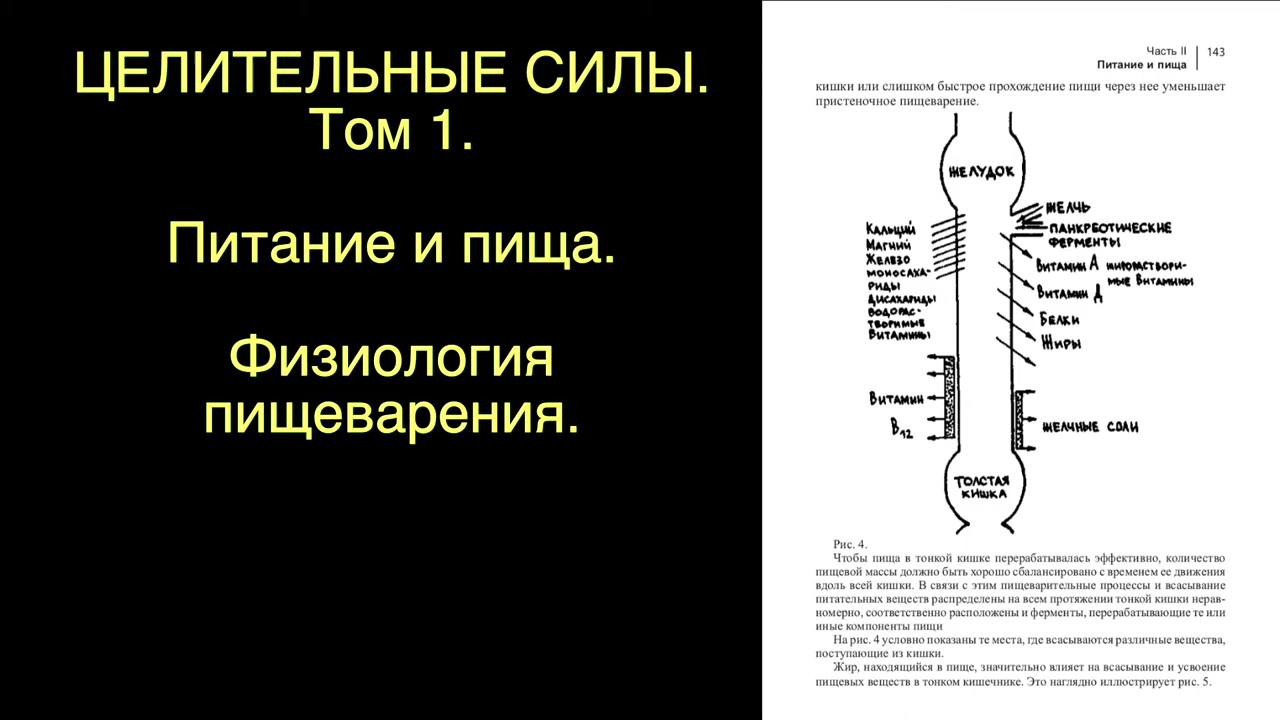 ЦЕЛИТЕЛЬНЫЕ СИЛЫ.
Том 1.
Питание и пища.
Физиология
пищеварения.
Часть II
Питание и пища
143
кишки или слишком быстрое прохождение пищи через нее уменьшает
пристеночное пищеварение.
ЖЕЛУДОК
ЖЕЛЧЬ
ПАНКРЕОТИЧЕСКИЕ
ФЕРМЕНТЫ
Кальций
Магний
Железо
моносаха-
риды
дисахариды
водорас-
творимые
Витамины
Витамин А жирораствори-
мые Витамины
Витамин Д
Белки
Жиры
Витамин
В12
ЖЕЛЧНЫЕ СОЛИ
ТОЛСТАЯ
КИШКА
Рис. 4.
Чтобы пища в тонкой кишке перерабатывалась эффективно, количество
пищевой массы должно быть хорошо сбалансировано с временем ее движения
вдоль всей кишки. В связи с этим пищеварительные процессы и всасывание
питательных веществ распределены на всем протяжении тонкой кишки нерав-
номерно, соответственно расположены и ферменты, перерабатывающие те или
иные компоненты пищи
На рис. 4 условно показаны те места, где всасываются различные вещества,
поступающие из кишки.
Жир, находящийся в пище, значительно влияет на всасывание и усвоение
пищевых веществ в тонком кишечнике. Это наглядно иллюстрирует рис. 5.